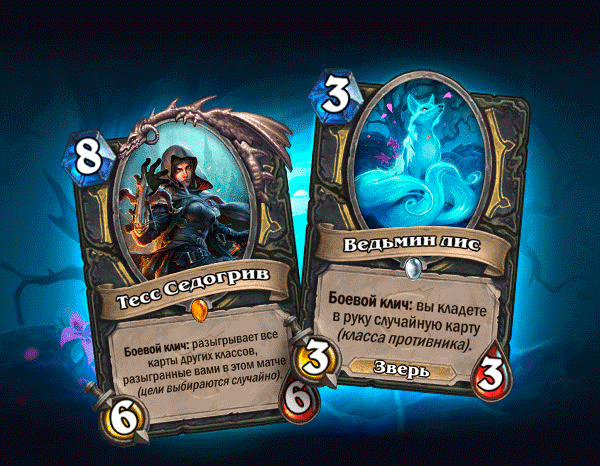 8
Тесс Седогрив
Боевой клич: разыгрывает все
карты других классов,
разыгранные вами в этом матче
(цели выбираются случайно).
6
6
3
Ведьмин лис
Боевой клич: вы кладете
в руку случайную карту
(класса противника).
Зверь
3
3